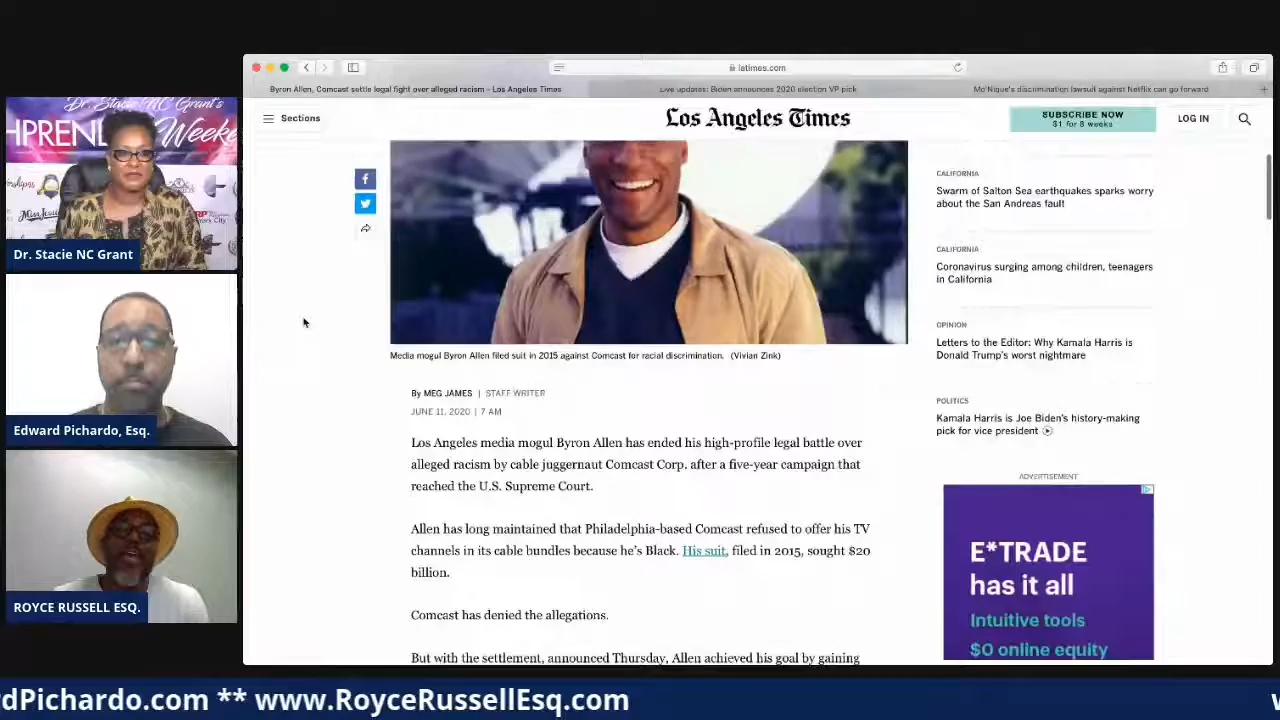 Dr. Stacie NC Grant's
HPREN
Weeke
Dr. Stacie NC Grant
Edward Pichardo, Esq.
ROYCE RUSSELL ESQ.
latimes.com
Byron Allen, Comcast settle legal fight over alleged racism – Los Angeles Times
Live updates: Biden announces 2020 election VP pick
Mo'Nique's discrimination lawsuit against Netflix can go forward
Sections
Los Angeles Times
SUBSCRIBE NOW
$1 for 8 weeks
LOG IN
Media mogul Byron Allen filed suit in 2015 against Comcast for racial discrimination. (Vivian Zink)
By MEG JAMES | STAFF WRITER
JUNE 11, 2020 | 7 AM
Los Angeles media mogul Byron Allen has ended his high-profile legal battle over
alleged racism by cable juggernaut Comcast Corp. after a five-year campaign that
reached the U.S. Supreme Court.
Allen has long maintained that Philadelphia-based Comcast refused to offer his TV
channels in its cable bundles because he's Black. His suit, filed in 2015, sought $20
billion.
Comcast has denied the allegations.
But with the settlement, announced Thursday, Allen achieved his goal by gaining
CALIFORNIA
Swarm of Salton Sea earthquakes sparks worry
about the San Andreas fault
CALIFORNIA
Coronavirus surging among children, teenagers
in California
OPINION
Letters to the Editor: Why Kamala Harris is
Donald Trump's worst nightmare
POLITICS
Kamala Harris is Joe Biden's history-making
pick for vice president
ADVERTISEMENT
E*TRADE
has it all
Intuitive tools
$0 online equity
rdPichardo.com ** www.RoyceRussellEsq.com